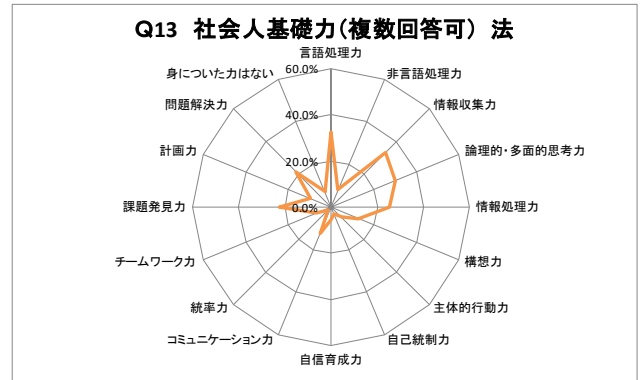 Q13 社会人基礎力(複数回答可) 法
言語処理力
60.0%
身についた力はない
非言語処理力
問題解決力
情報収集力
40.0%
計画力
論理的・多面的思考力
20.0%
課題発見力
0.0%
情報処理力
チームワーク力
構想力
統率力
主体的行動力
コミュニケーション力
自己統制力
自信育成力